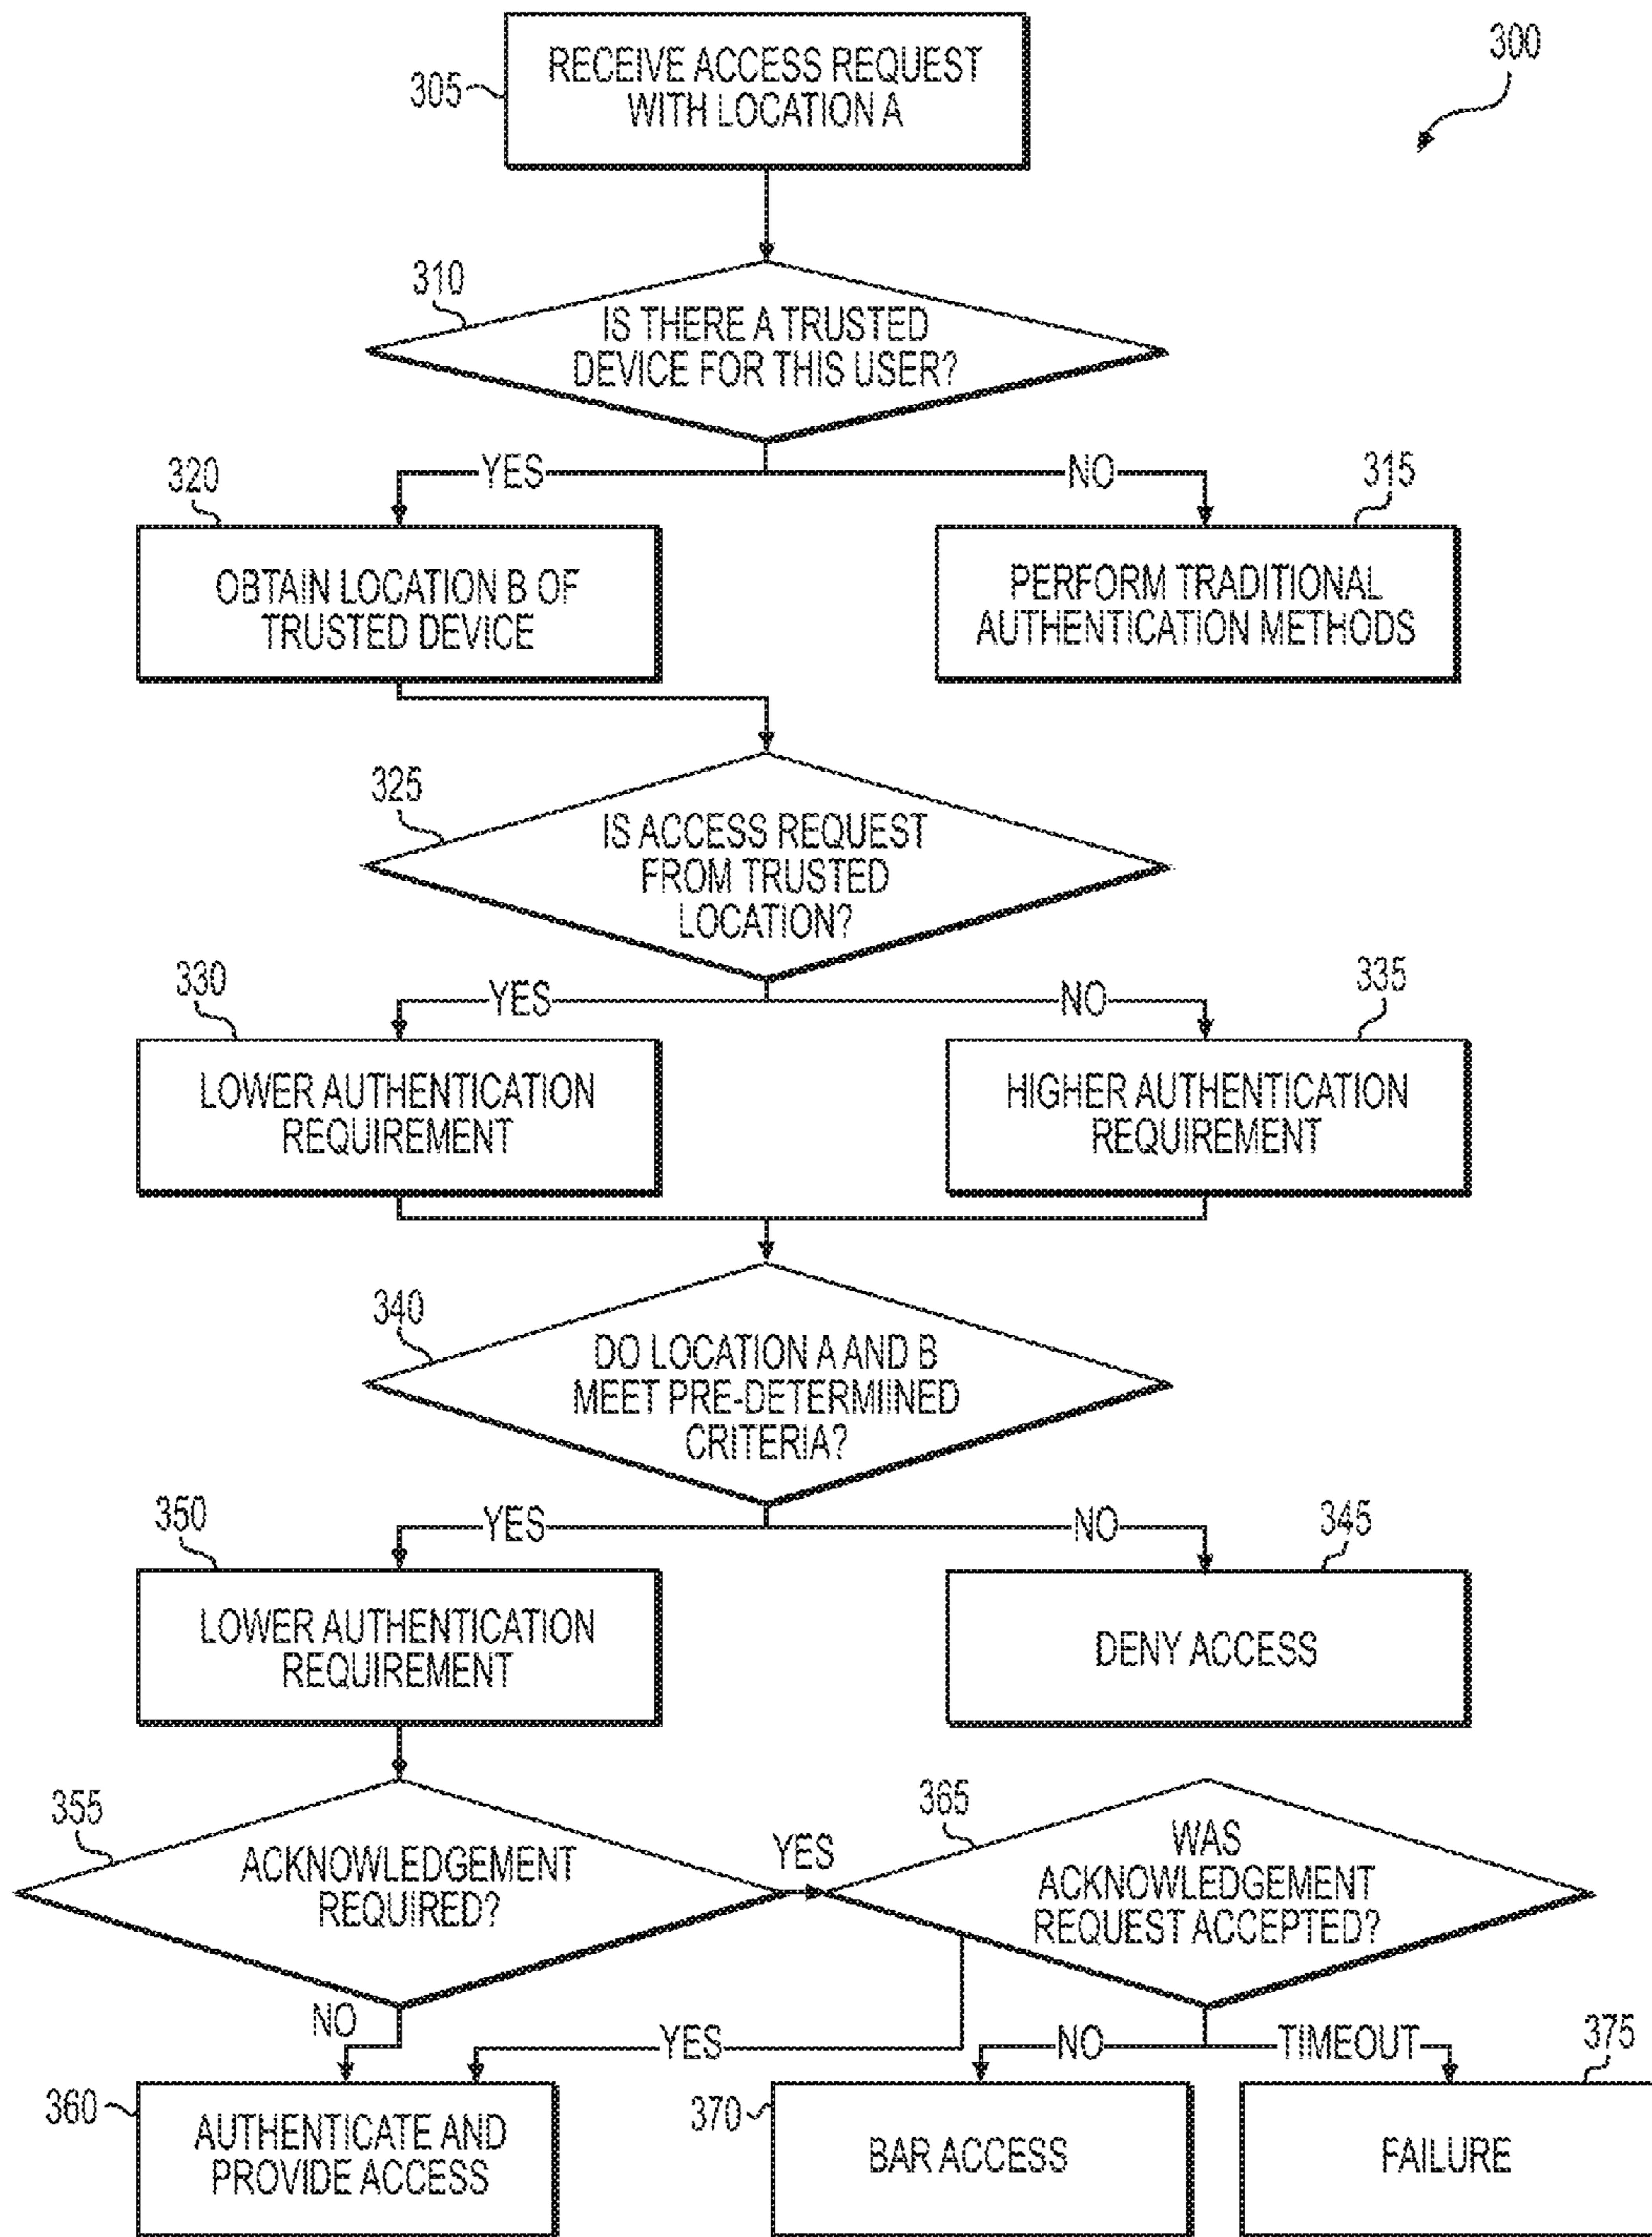 300
305
RECEIVE ACCESS REQUEST
WITH LOCATION A
310
IS THERE A TRUSTED
DEVICE FOR THIS USER?
YES
NO
320
315
OBTAIN LOCATION B OF
TRUSTED DEVICE
PERFORM TRADITIONAL
AUTHENTICATION METHODS
325
IS ACCESS REQUEST
FROM TRUSTED
LOCATION?
YES
NO
330
335
LOWER AUTHENTICATION
REQUIREMENT
HIGHER AUTHENTICATION
REQUIREMENT
340
DO LOCATION A AND B
MEET PRE-DETERMIINED
CRITERIA?
YES
NO
350
345
LOWER AUTHENTICATION
REQUIREMENT
DENY ACCESS
355
ACKNOWLEDGEMENT
REQUIRED?
YES
365
WAS
ACKNOWLEDGEMENT
REQUEST ACCEPTED?
NO
YES
NO
TIMEOUT
375
360
AUTHENTICATE AND
PROVIDE ACCESS
370
BAR ACCESS
FAILURE